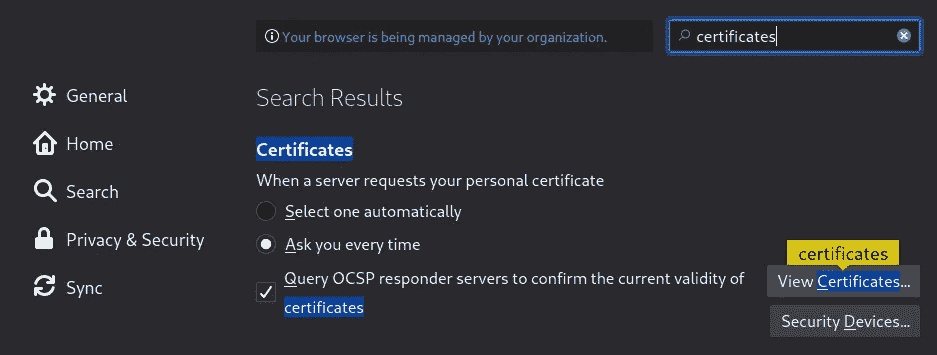 Your browser is being managed by your organization.
certificates
General
Home
Search
Privacy & Security
Sync
Search Results
Certificates
When a server requests your personal certificate
Select one automatically
Ask you every time
Query OCSP responder servers to confirm the current validity of
certificates
certificates
View Certificates...
Security Devices...